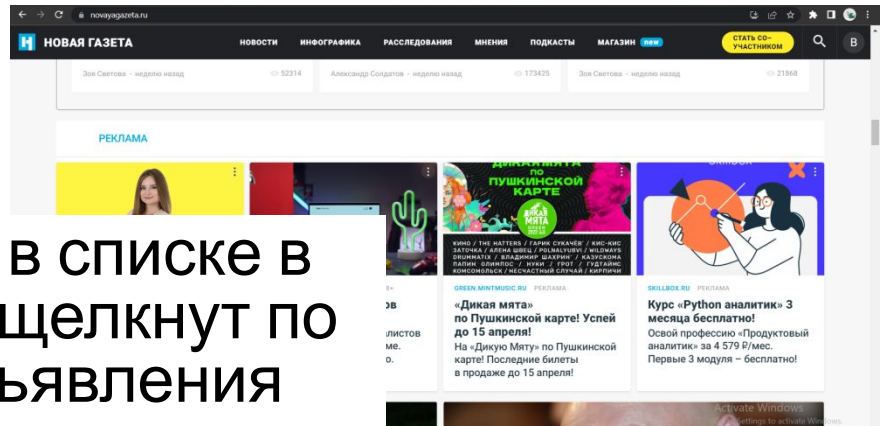 novayagazeta.ru
Н НОВАЯ ГАЗЕТА
НОВОСТИ ИНФОГРАФИКА РАССЛЕДОВАНИЯ МНЕНИЯ ПОДКАСТЫ МАГАЗИН new
СТАТЬ СО-
УЧАСТНИКОМ
В
Зоя Светова - неделю назад 52314
Александр Солдатов - неделю назад 173425
Зоя Светова - неделю назад 21868
РЕКЛАМА
в списке в
щелкнут по
ъявления
ДИКАЯ МЯТА
ПО
ПУШКИНСКОЙ
КАРТЕ
ДИКАЯ
МЯТА
КИНО / THE HATTERS / ГАРИК СУКАЧЁВ / КИС-КИС
ЗАТОЧКА / АЛЕНА ШВЕЦ / POLNALYUBVI / WILDWAYS
DRUMMATIX / ВЛАДИМИР ШАХРИН / КАЗУСКОМА
ПАПИН ОЛИМПОС / НУКИ / ГРОТ / ГУДТАЙМС
КОМСОМОЛЬСК / НЕСЧАСТНЫЙ СЛУЧАЙ / КИРПИЧИ
GREEN.MINTMUSIC.RU РЕКЛАМА
«Дикая мята»
по Пушкинской карте! Успей
до 15 апреля!
На «Дикую Мяту» по Пушкинской
карте! Последние билеты
в продаже до 15 апреля!
SKILLBOX
SKILLBOX.RU РЕКЛАМА
Курс «Python аналитик» 3
месяца бесплатно!
Освой профессию «Продуктовый
аналитик» за 4 579 ₽/мес.
Первые 3 модуля – бесплатно!
ов
листов
ме.
о.
Activate Windows
Settings to activate Windows.